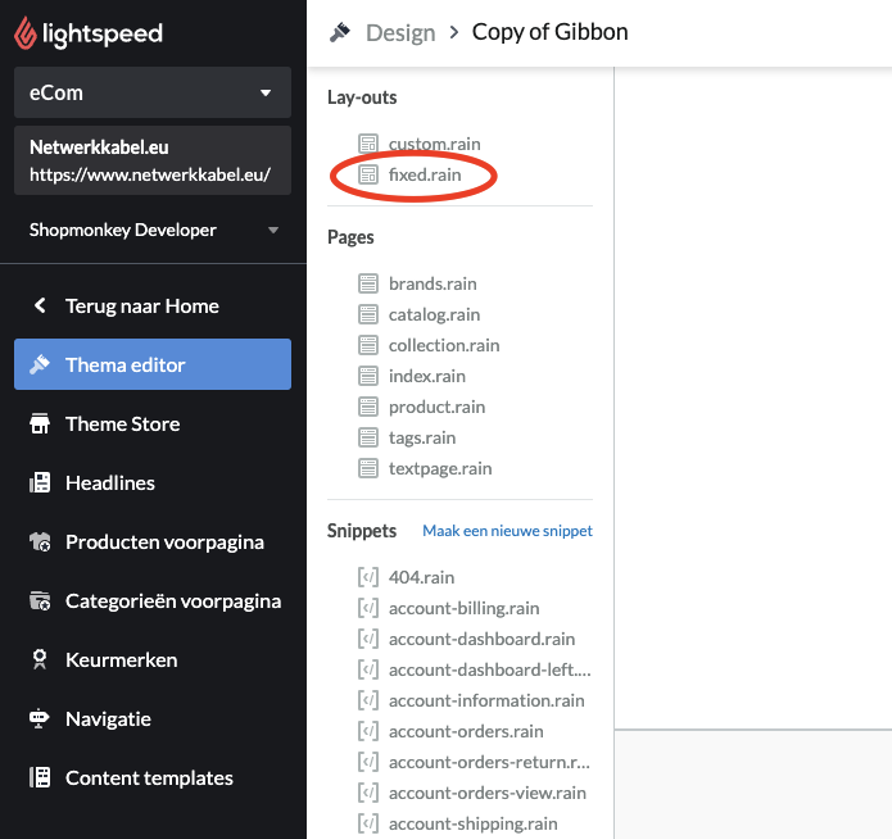 lightspeed
eCom
Netwerkkabel.eu
https://www.netwerkkabel.eu/
Shopmonkey Developer
Terug naar Home
Thema editor
Theme Store
Headlines
Producten voorpagina
Categorieën voorpagina
Keurmerken
Navigatie
Content templates
Design > Copy of Gibbon
Lay-outs
custom.rain
fixed.rain
Pages
brands.rain
catalog.rain
collection.rain
index.rain
product.rain
tags.rain
textpage.rain
Snippets Maak een nieuwe snippet
404.rain
account-billing.rain
account-dashboard.rain
account-dashboard-left....
account-information.rain
account-orders.rain
account-orders-return.r...
account-orders-view.rain
account-shipping.rain